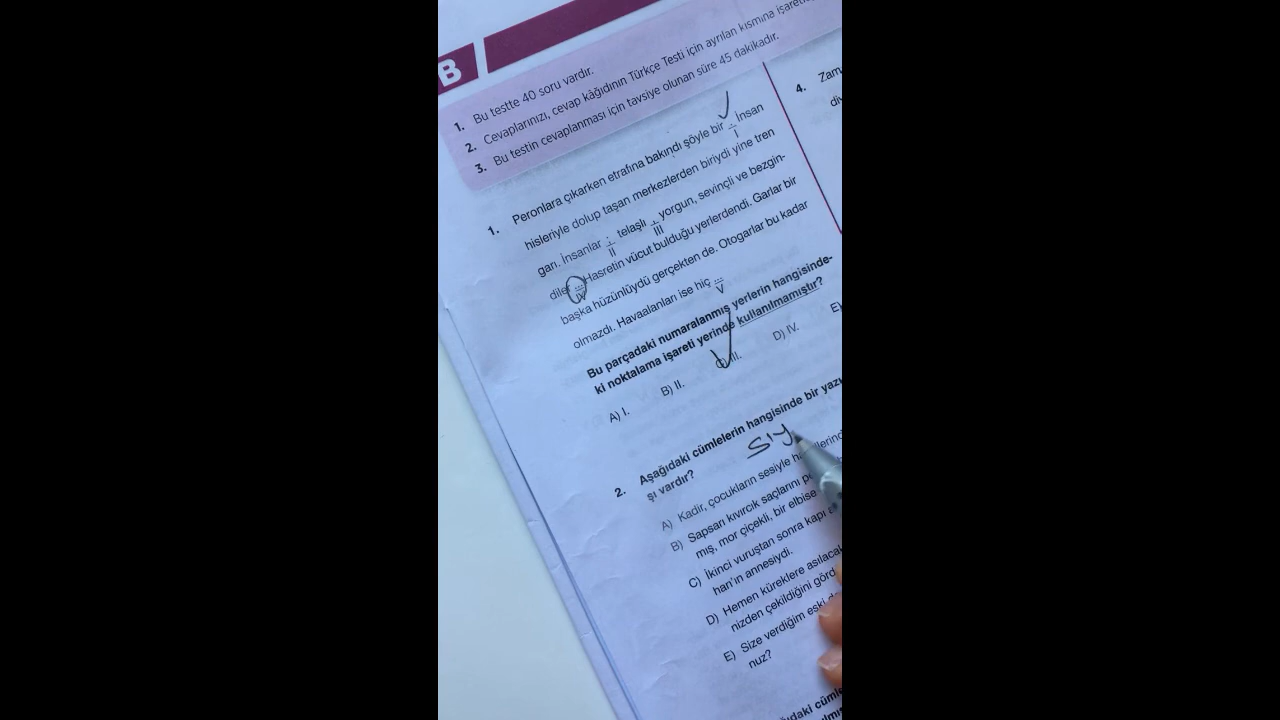 B
1. Bu testte 40 soru vardır.
2. Cevaplarınızı, cevap kâğıdının Türkçe Testi için ayrılan kısmına
3. Bu testin cevaplanması için tavsiye olunan süre 45 dakikadır.
1. Peronlara çıkarken etrafına bakındı şöyle bir ... İnsan
I
hisleriyle dolup taşan merkezlerden biriydi yine tren
garı. İnsanlar ; telaşlı , yorgun, sevinçli ve bezgin-
II III
diler ... Hasretin vücut bulduğu yerlerdendi. Garlar bir
IV
başka hüzünlüydü gerçekten de. Otogarlar bu kadar
olmazdı. Havaalanları ise hiç ...
V
Bu parçadaki numaralanmış yerlerin hangisinde-
ki noktalama işareti yerinde kullanılmamıştır?
A) I. B) II. C) III. D) IV. E)
2. Aşağıdaki cümlelerin hangisinde bir
şı vardır?
A) Kadir, çocukların sesiyle
B) Sapsarı kıvırcık saçlarını
mış, mor çiçekli, bir elbise
C) İkinci vuruştan sonra kapı
han'ın annesiydi.
D) Hemen küreklere
nizden çekildiğini
E) Size verdiğim eski
nuz?
4.